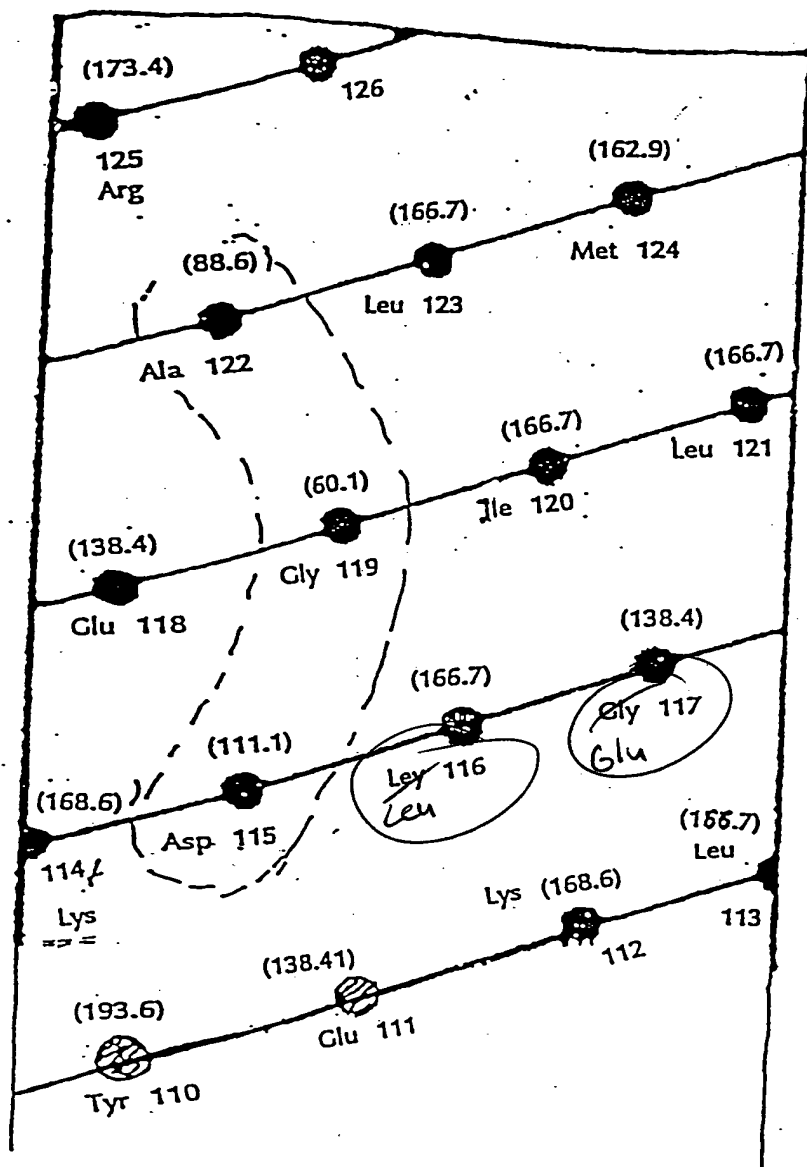 (173.4)
126
125
Arg
(162.9)
(166.7)
Met 124
(88.6)
Leu 123
Ala 122
(166.7)
(166.7)
Leu 121
(60.1)
Ile 120
(138.4)
Gly 119
Glu 118
(138.4)
(166.7)
Gly 117
Glu
(111.1)
Ley 116
Leu
(168.6)
Asp 115
(166.7)
Leu
114
Lys
Lys (168.6)
113
112
(138.41)
(193.6)
Glu 111
Tyr 110